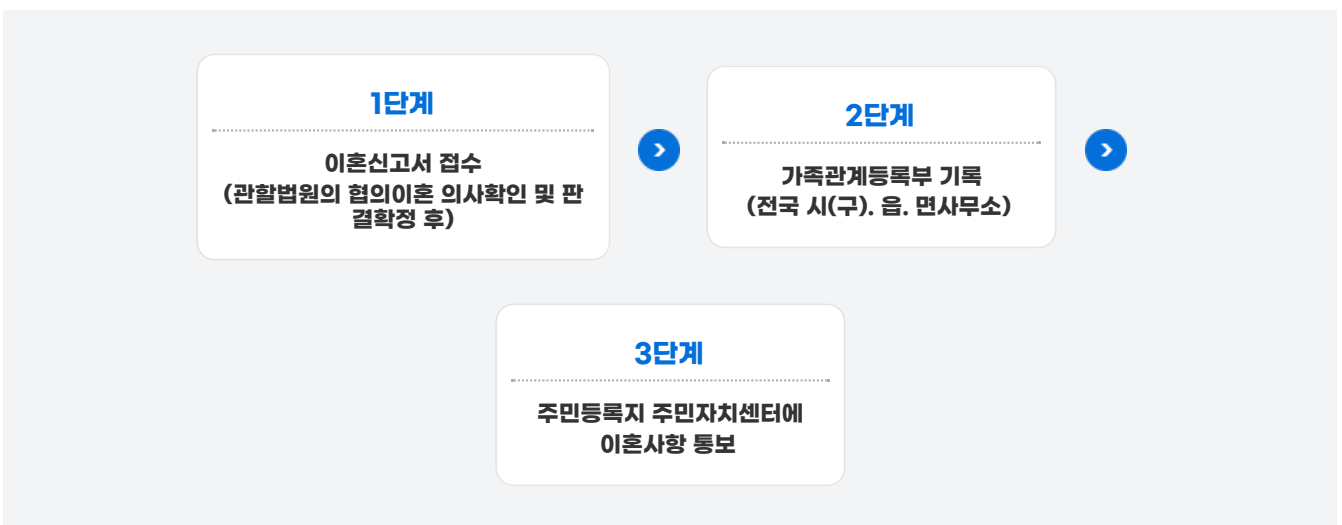 1단계
이혼신고서 접수
(관할법원의 협의이혼 의사확인 및 판
결확정 후)
2단계
가족관계등록부 기록
(전국 시(구). 읍. 면사무소)
3단계
주민등록지 주민자치센터에
이혼사항 통보